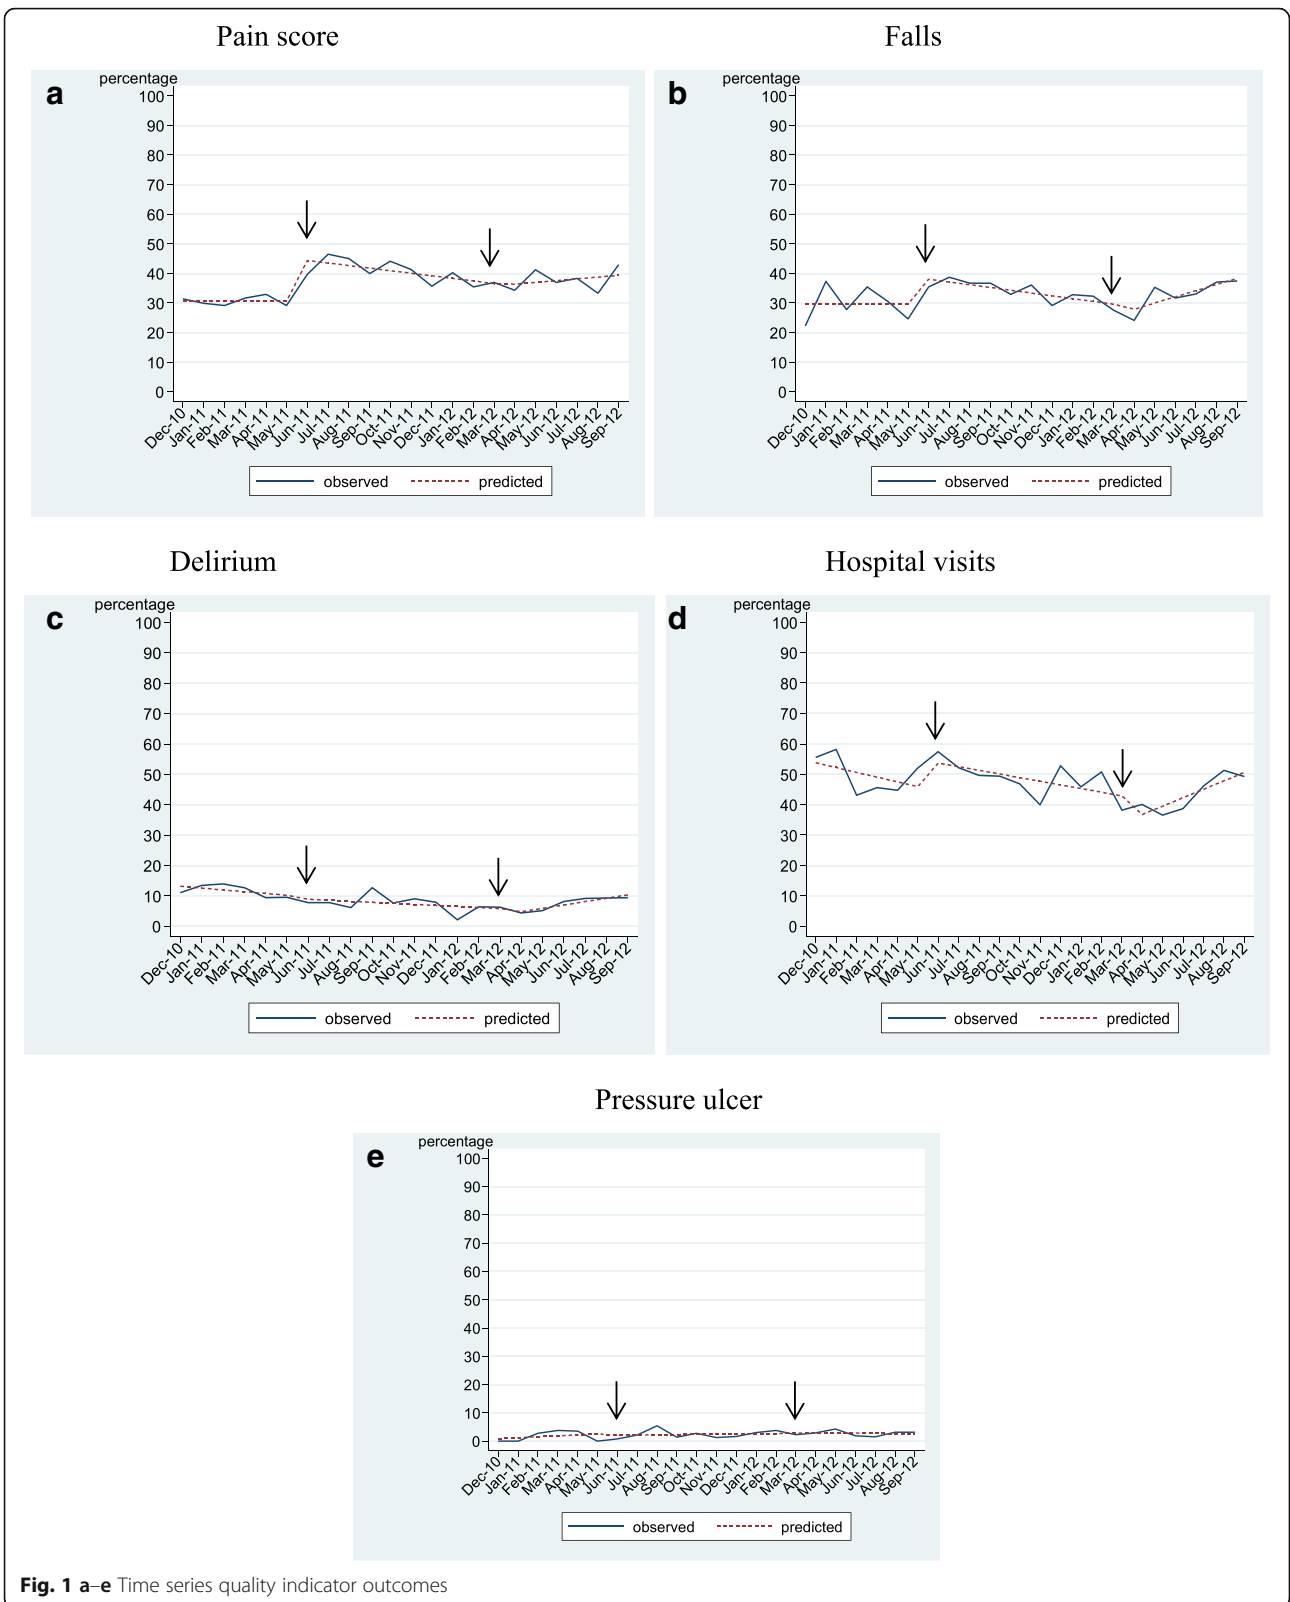 Pain score
Falls
percentage
a
100
90
80
70
60
50
40
30
20
10
0
Dec-10
Jan-11
Feb-11
Mar-11
Apr-11
May-11
Jun-11
Jul-11
Aug-11
Sep-11
Oct-11
Nov-11
Dec-11
Jan-12
Feb-12
Mar-12
Apr-12
May-12
Jun-12
Jul-12
Aug-12
Sep-12
observed predicted
percentage
b
100
90
80
70
60
50
40
30
20
10
0
Dec-10
Jan-11
Feb-11
Mar-11
Apr-11
May-11
Jun-11
Jul-11
Aug-11
Sep-11
Oct-11
Nov-11
Dec-11
Jan-12
Feb-12
Mar-12
Apr-12
May-12
Jun-12
Jul-12
Aug-12
Sep-12
observed predicted
Delirium
Hospital visits
percentage
c
100
90
80
70
60
50
40
30
20
10
0
Dec-10
Jan-11
Feb-11
Mar-11
Apr-11
May-11
Jun-11
Jul-11
Aug-11
Sep-11
Oct-11
Nov-11
Dec-11
Jan-12
Feb-12
Mar-12
Apr-12
May-12
Jun-12
Jul-12
Aug-12
Sep-12
observed predicted
percentage
d
100
90
80
70
60
50
40
30
20
10
0
Dec-10
Jan-11
Feb-11
Mar-11
Apr-11
May-11
Jun-11
Jul-11
Aug-11
Sep-11
Oct-11
Nov-11
Dec-11
Jan-12
Feb-12
Mar-12
Apr-12
May-12
Jun-12
Jul-12
Aug-12
Sep-12
observed predicted
Pressure ulcer
percentage
e
100
90
80
70
60
50
40
30
20
10
0
Dec-10
Jan-11
Feb-11
Mar-11
Apr-11
May-11
Jun-11
Jul-11
Aug-11
Sep-11
Oct-11
Nov-11
Dec-11
Jan-12
Feb-12
Mar-12
Apr-12
May-12
Jun-12
Jul-12
Aug-12
Sep-12
observed predicted
Fig. 1 a–e Time series quality indicator outcomes